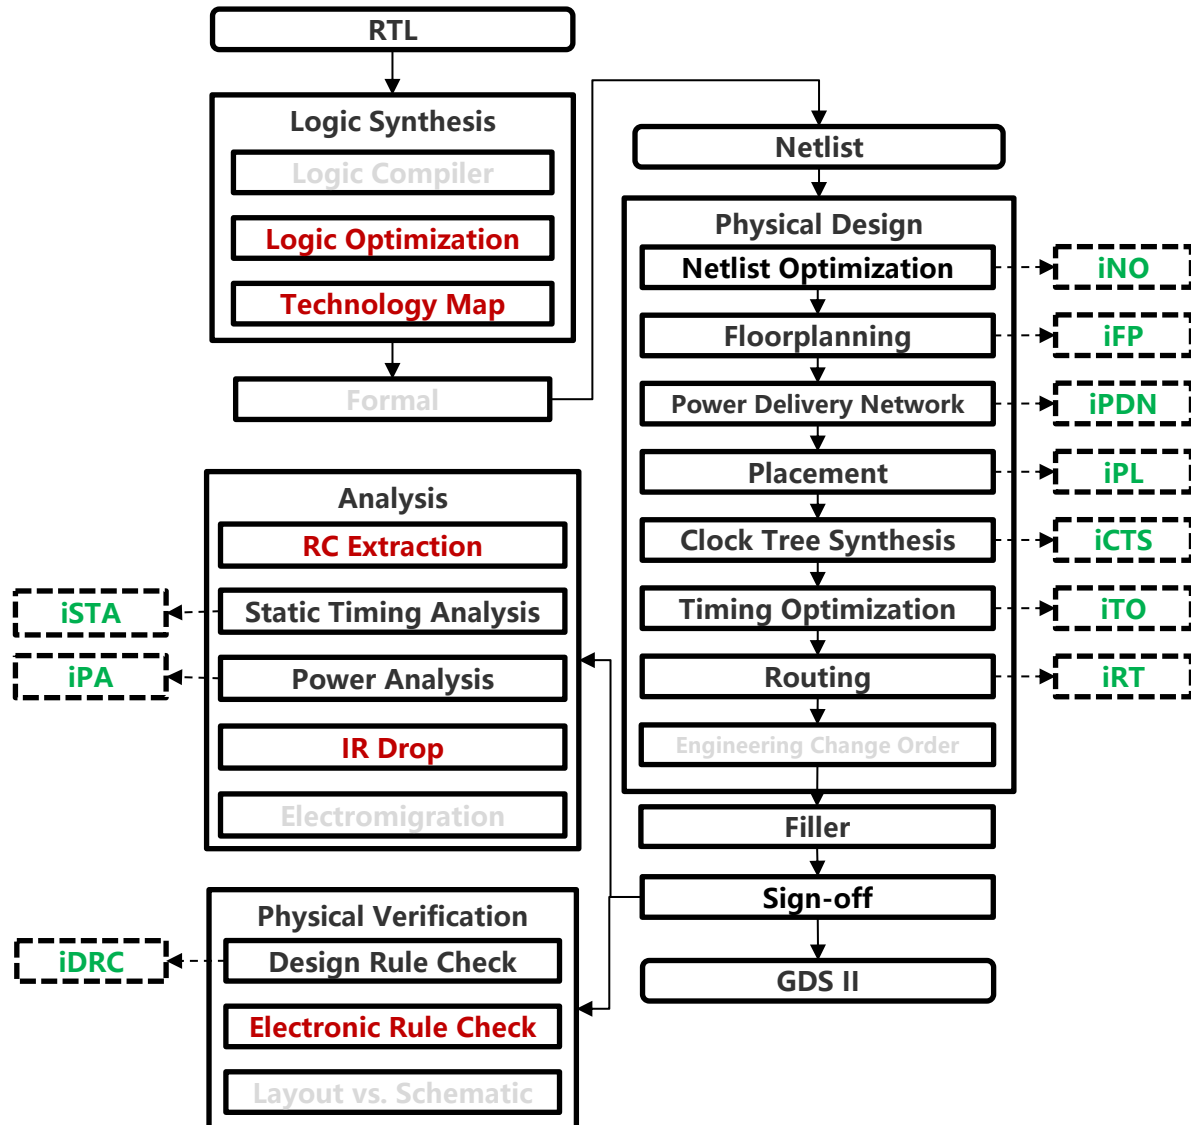 RTL
Logic Synthesis
Logic Compiler
Logic Optimization
Technology Map
Formal
Netlist
Physical Design
Netlist Optimization
iNO
Floorplanning
iFP
Power Delivery Network
iPDN
Placement
iPL
Clock Tree Synthesis
iCTS
Timing Optimization
iTO
Routing
iRT
Engineering Change Order
Filler
Sign-off
GDS II
Analysis
RC Extraction
iSTA
Static Timing Analysis
iPA
Power Analysis
IR Drop
Electromigration
Physical Verification
iDRC
Design Rule Check
Electronic Rule Check
Layout vs. Schematic